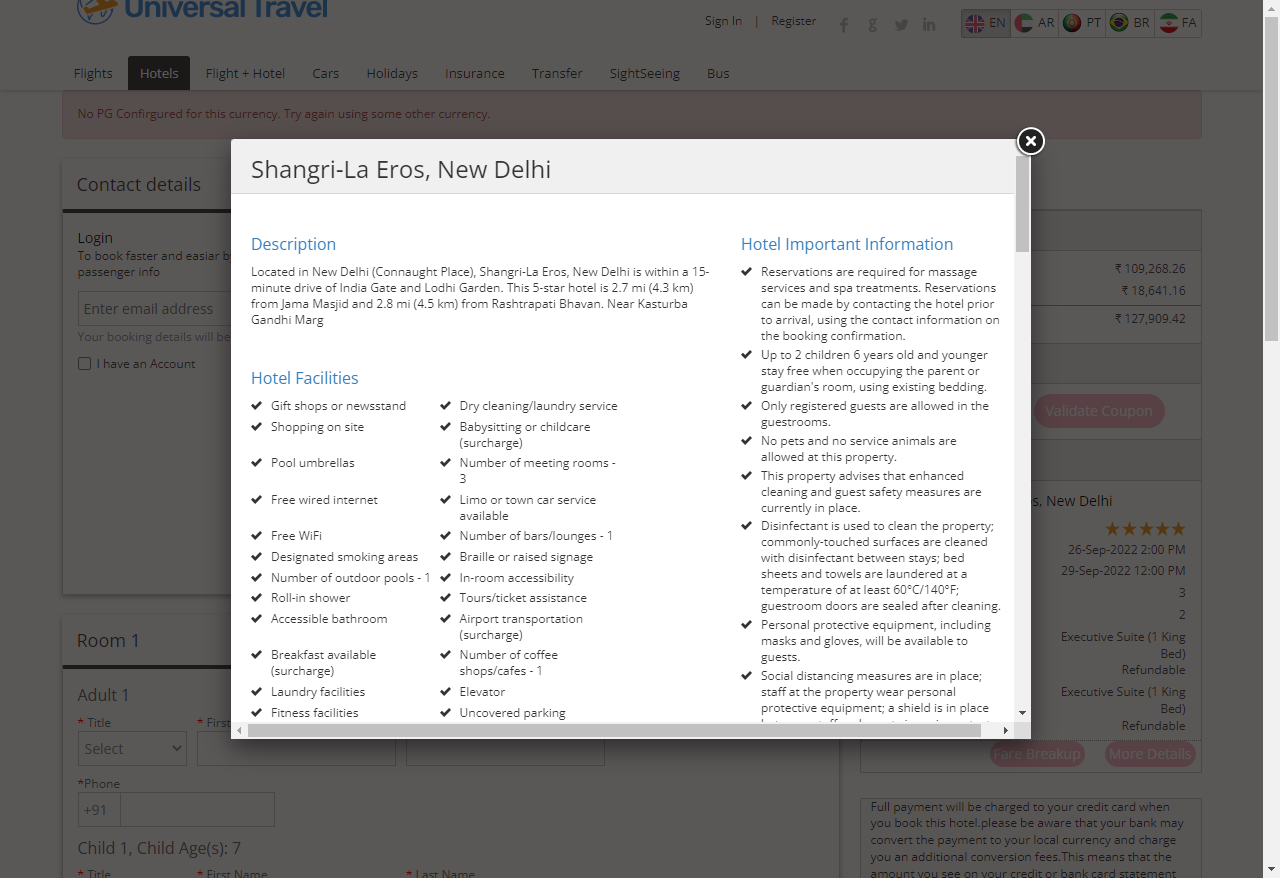 Universal Travel
Sign In | Register
EN AR PT BR FA
Flights Hotels Flight + Hotel Cars Holidays Insurance Transfer SightSeeing Bus
No PG Confirgured for this currency. Try again using some other currency.
Contact details
Login
To book faster and easiar b
passenger info
Enter email address
Your booking details will be
I have an Account
Room 1
Adult 1
* Title * First
Select
*Phone
+91
Child 1, Child Age(s): 7
* Title * First Name * Last Name
Shangri-La Eros, New Delhi
Description
Located in New Delhi (Connaught Place), Shangri-La Eros, New Delhi is within a 15-
minute drive of India Gate and Lodhi Garden. This 5-star hotel is 2.7 mi (4.3 km)
from Jama Masjid and 2.8 mi (4.5 km) from Rashtrapati Bhavan. Near Kasturba
Gandhi Marg
Hotel Facilities
Gift shops or newsstand
Dry cleaning/laundry service
Shopping on site
Babysitting or childcare
(surcharge)
Pool umbrellas
Number of meeting rooms -
3
Free wired internet
Limo or town car service
available
Free WiFi
Number of bars/lounges - 1
Designated smoking areas
Braille or raised signage
Number of outdoor pools - 1
In-room accessibility
Roll-in shower
Tours/ticket assistance
Accessible bathroom
Airport transportation
(surcharge)
Breakfast available
(surcharge)
Number of coffee
shops/cafes - 1
Laundry facilities
Elevator
Fitness facilities
Uncovered parking
Hotel Important Information
Reservations are required for massage
services and spa treatments. Reservations
can be made by contacting the hotel prior
to arrival, using the contact information on
the booking confirmation.
Up to 2 children 6 years old and younger
stay free when occupying the parent or
guardian's room, using existing bedding.
Only registered guests are allowed in the
guestrooms.
No pets and no service animals are
allowed at this property.
This property advises that enhanced
cleaning and guest safety measures are
currently in place.
Disinfectant is used to clean the property;
commonly-touched surfaces are cleaned
with disinfectant between stays; bed
sheets and towels are laundered at a
temperature of at least 60°C/140°F;
guestroom doors are sealed after cleaning.
Personal protective equipment, including
masks and gloves, will be available to
guests.
Social distancing measures are in place;
staff at the property wear personal
protective equipment; a shield is in place
₹ 109,268.26
₹ 18,641.16
₹ 127,909.42
Validate Coupon
s, New Delhi
26-Sep-2022 2:00 PM
29-Sep-2022 12:00 PM
3
2
Executive Suite (1 King
Bed)
Refundable
Executive Suite (1 King
Bed)
Refundable
Fare Breakup More Details
Full payment will be charged to your credit card when
you book this hotel.please be aware that your bank may
convert the payment to your local currency and charge
you an additional conversion fees.This means that the
amount you see on your credit or bank card statement